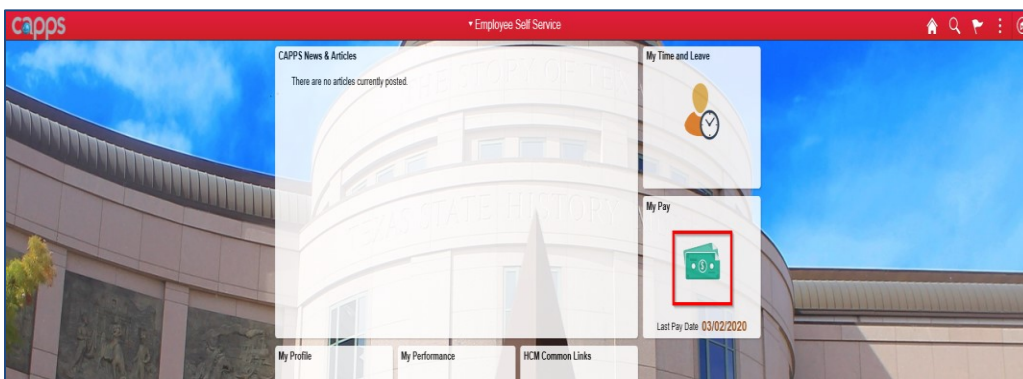 capps
Employee Self Service
CAPPS News & Articles
There are no articles currently posted.
My Time and Leave
My Pay
Last Pay Date 03/02/2020
My Profile
My Performance
HCM Common Links